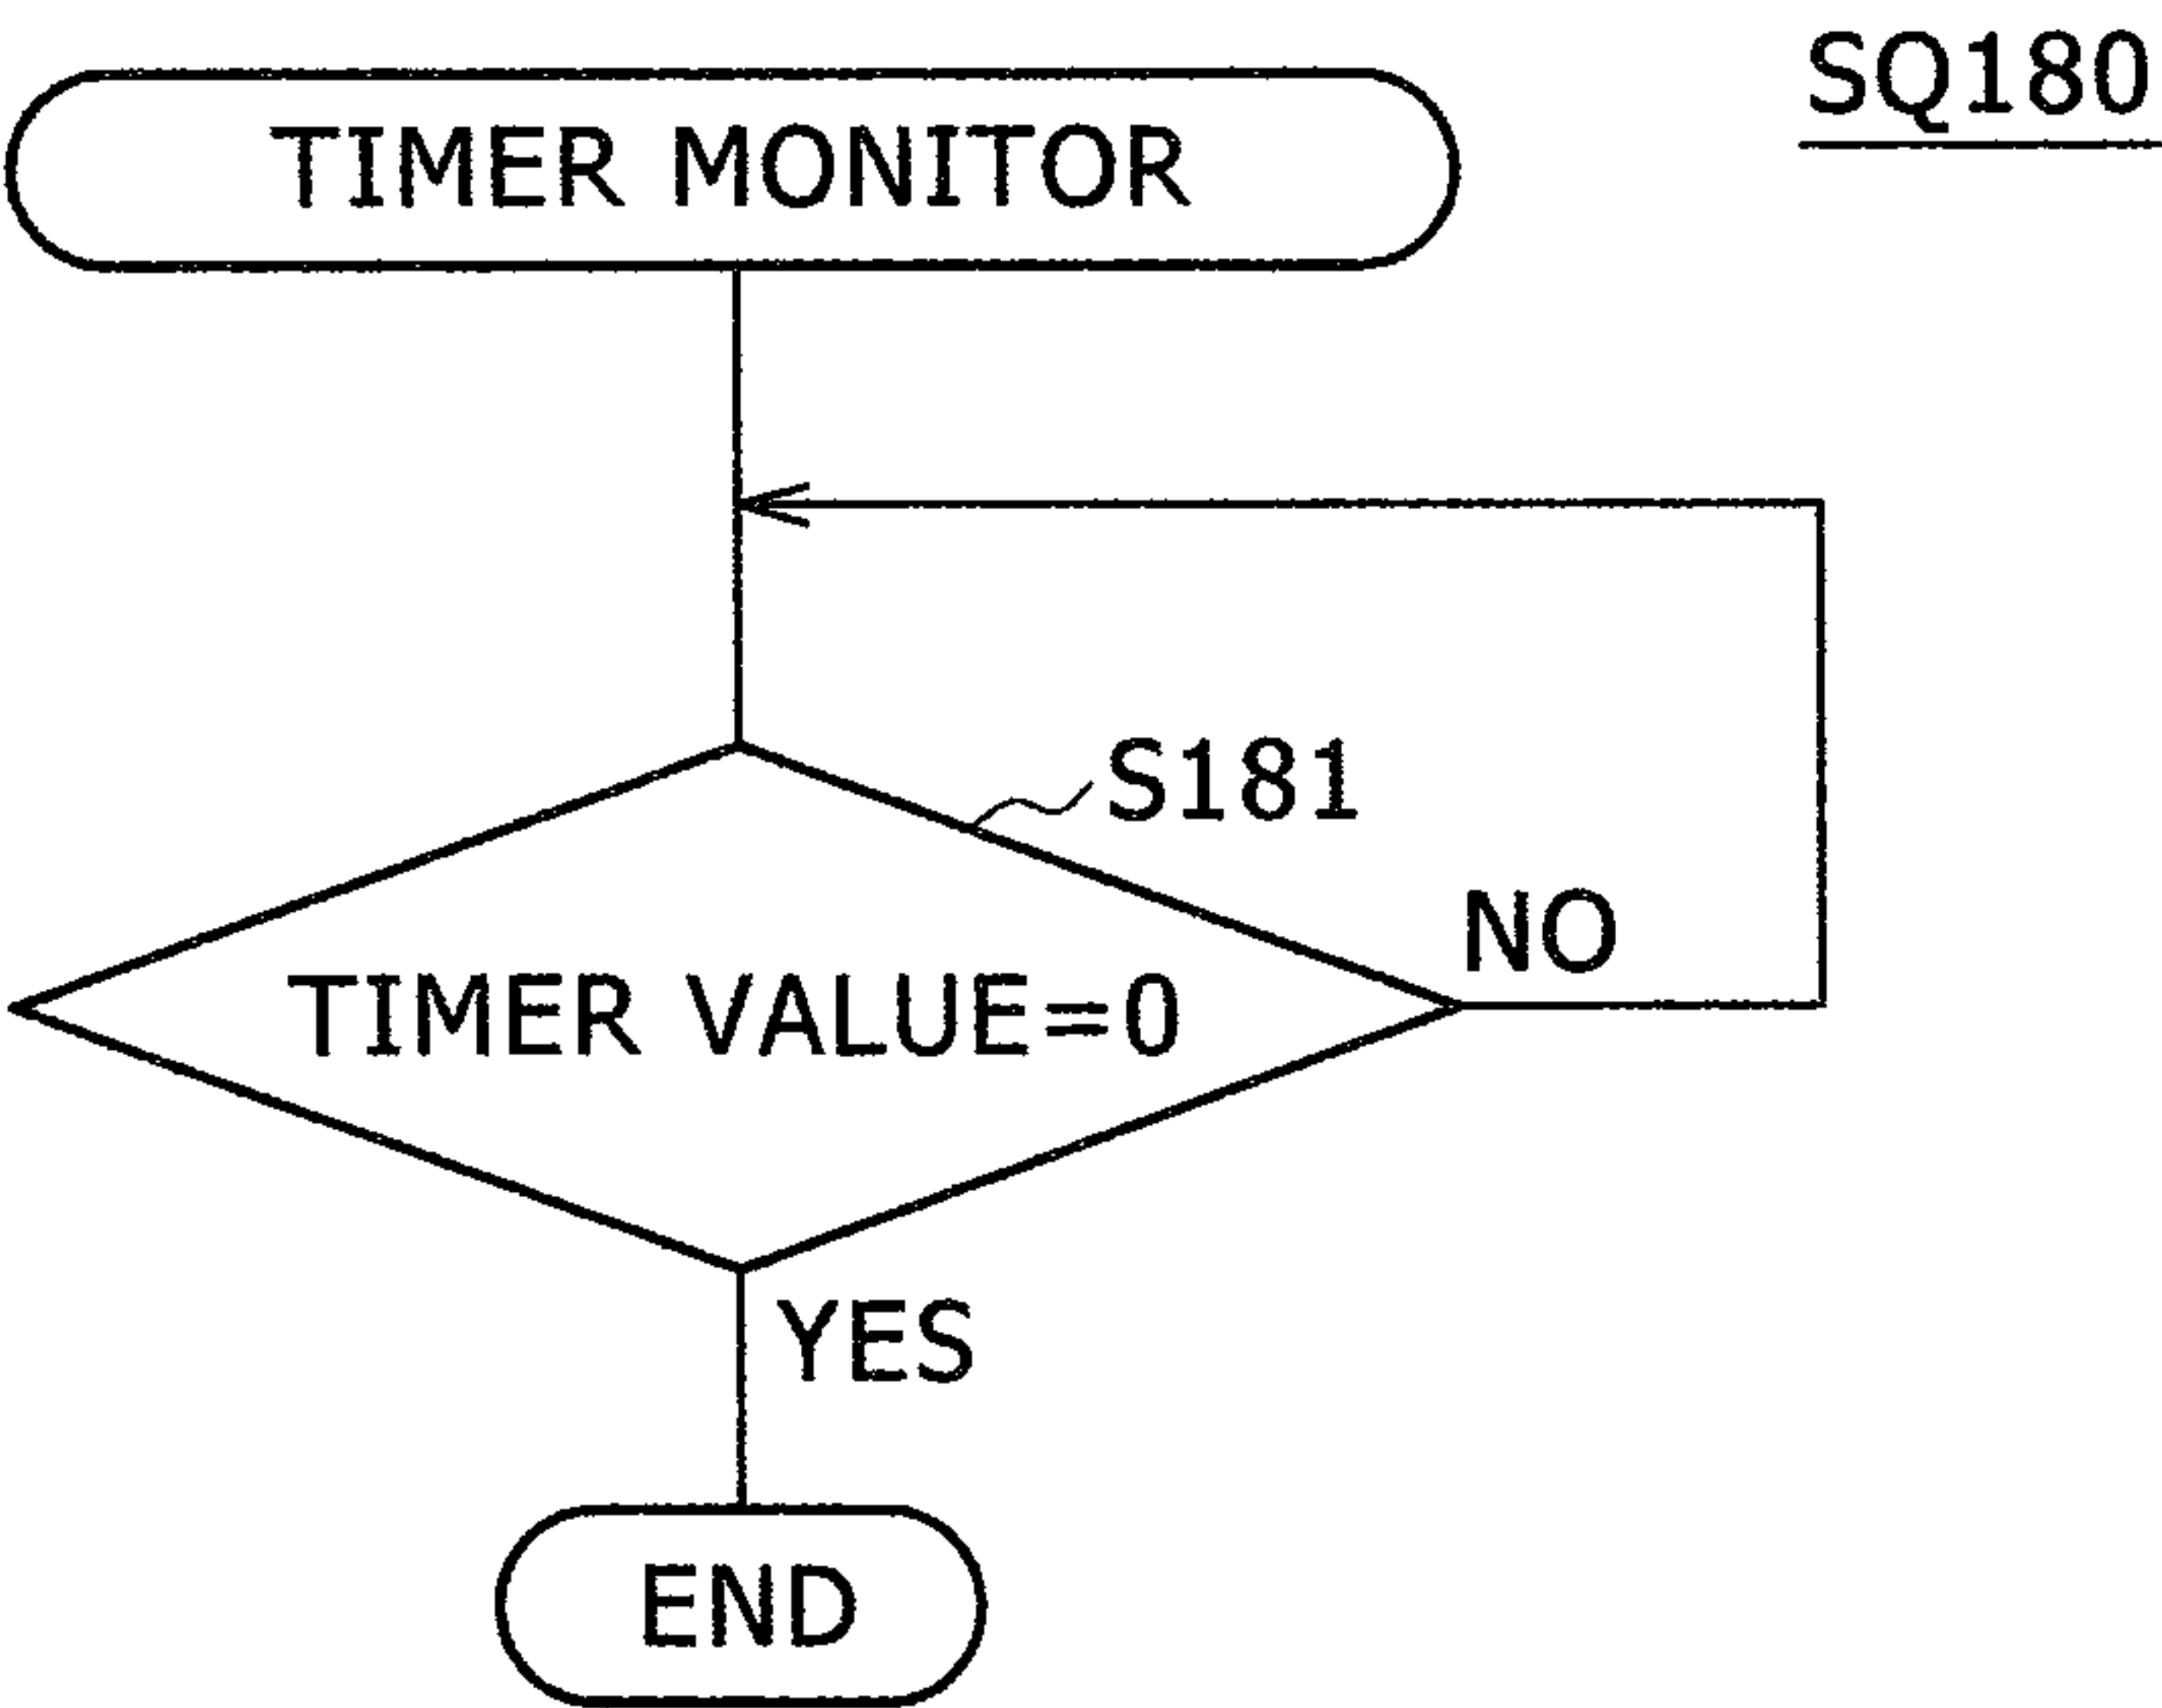 SQ180
TIMER MONITOR
S181
NO
TIMER VALUE=0
YES
END